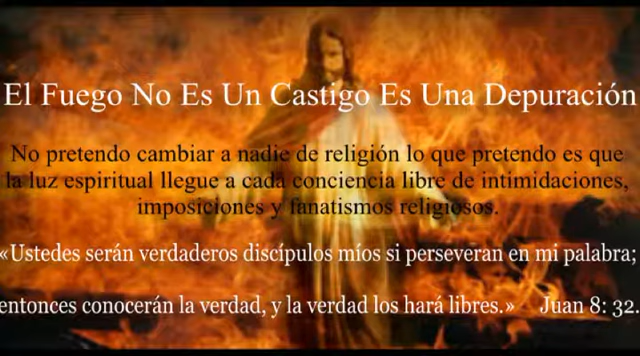 El Fuego No Es Un Castigo Es Una Depuración
No pretendo cambiar a nadie de religión lo que pretendo es que
la luz espiritual llegue a cada conciencia libre de intimidaciones,
imposiciones y fanatismos religiosos.
«Ustedes serán verdaderos discípulos míos si perseveran en mi palabra;
entonces conocerán la verdad, y la verdad los hará libres.» Juan 8: 32.